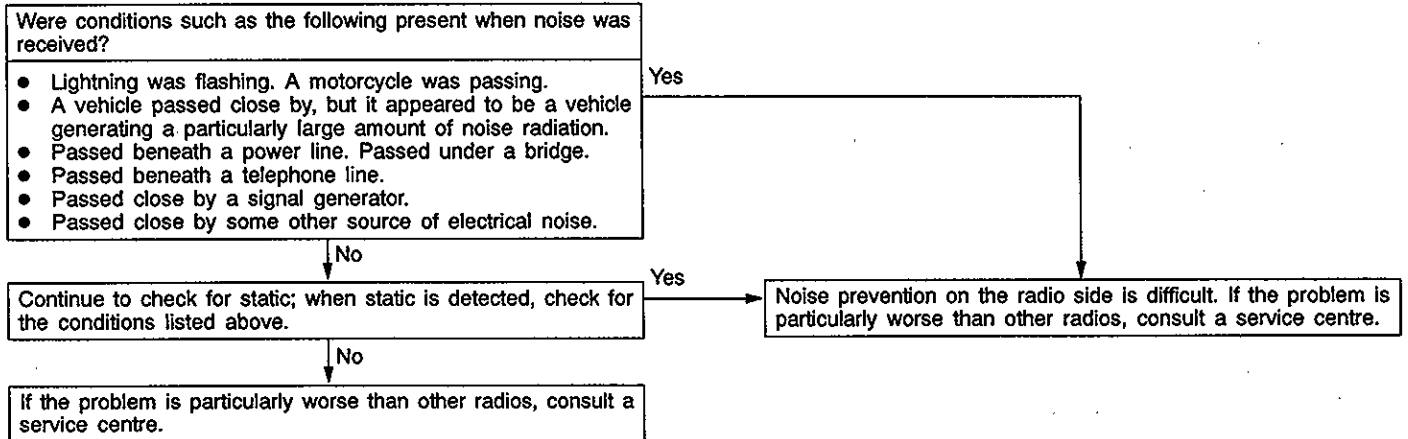 Were conditions such as the following present when noise was
received?
● Lightning was flashing. A motorcycle was passing.
● A vehicle passed close by, but it appeared to be a vehicle
generating a particularly large amount of noise radiation.
● Passed beneath a power line. Passed under a bridge.
● Passed beneath a telephone line.
● Passed close by a signal generator.
● Passed close by some other source of electrical noise.
Yes
No
Continue to check for static; when static is detected, check for
the conditions listed above.
Yes
Noise prevention on the radio side is difficult. If the problem is
particularly worse than other radios, consult a service centre.
No
If the problem is particularly worse than other radios, consult a
service centre.